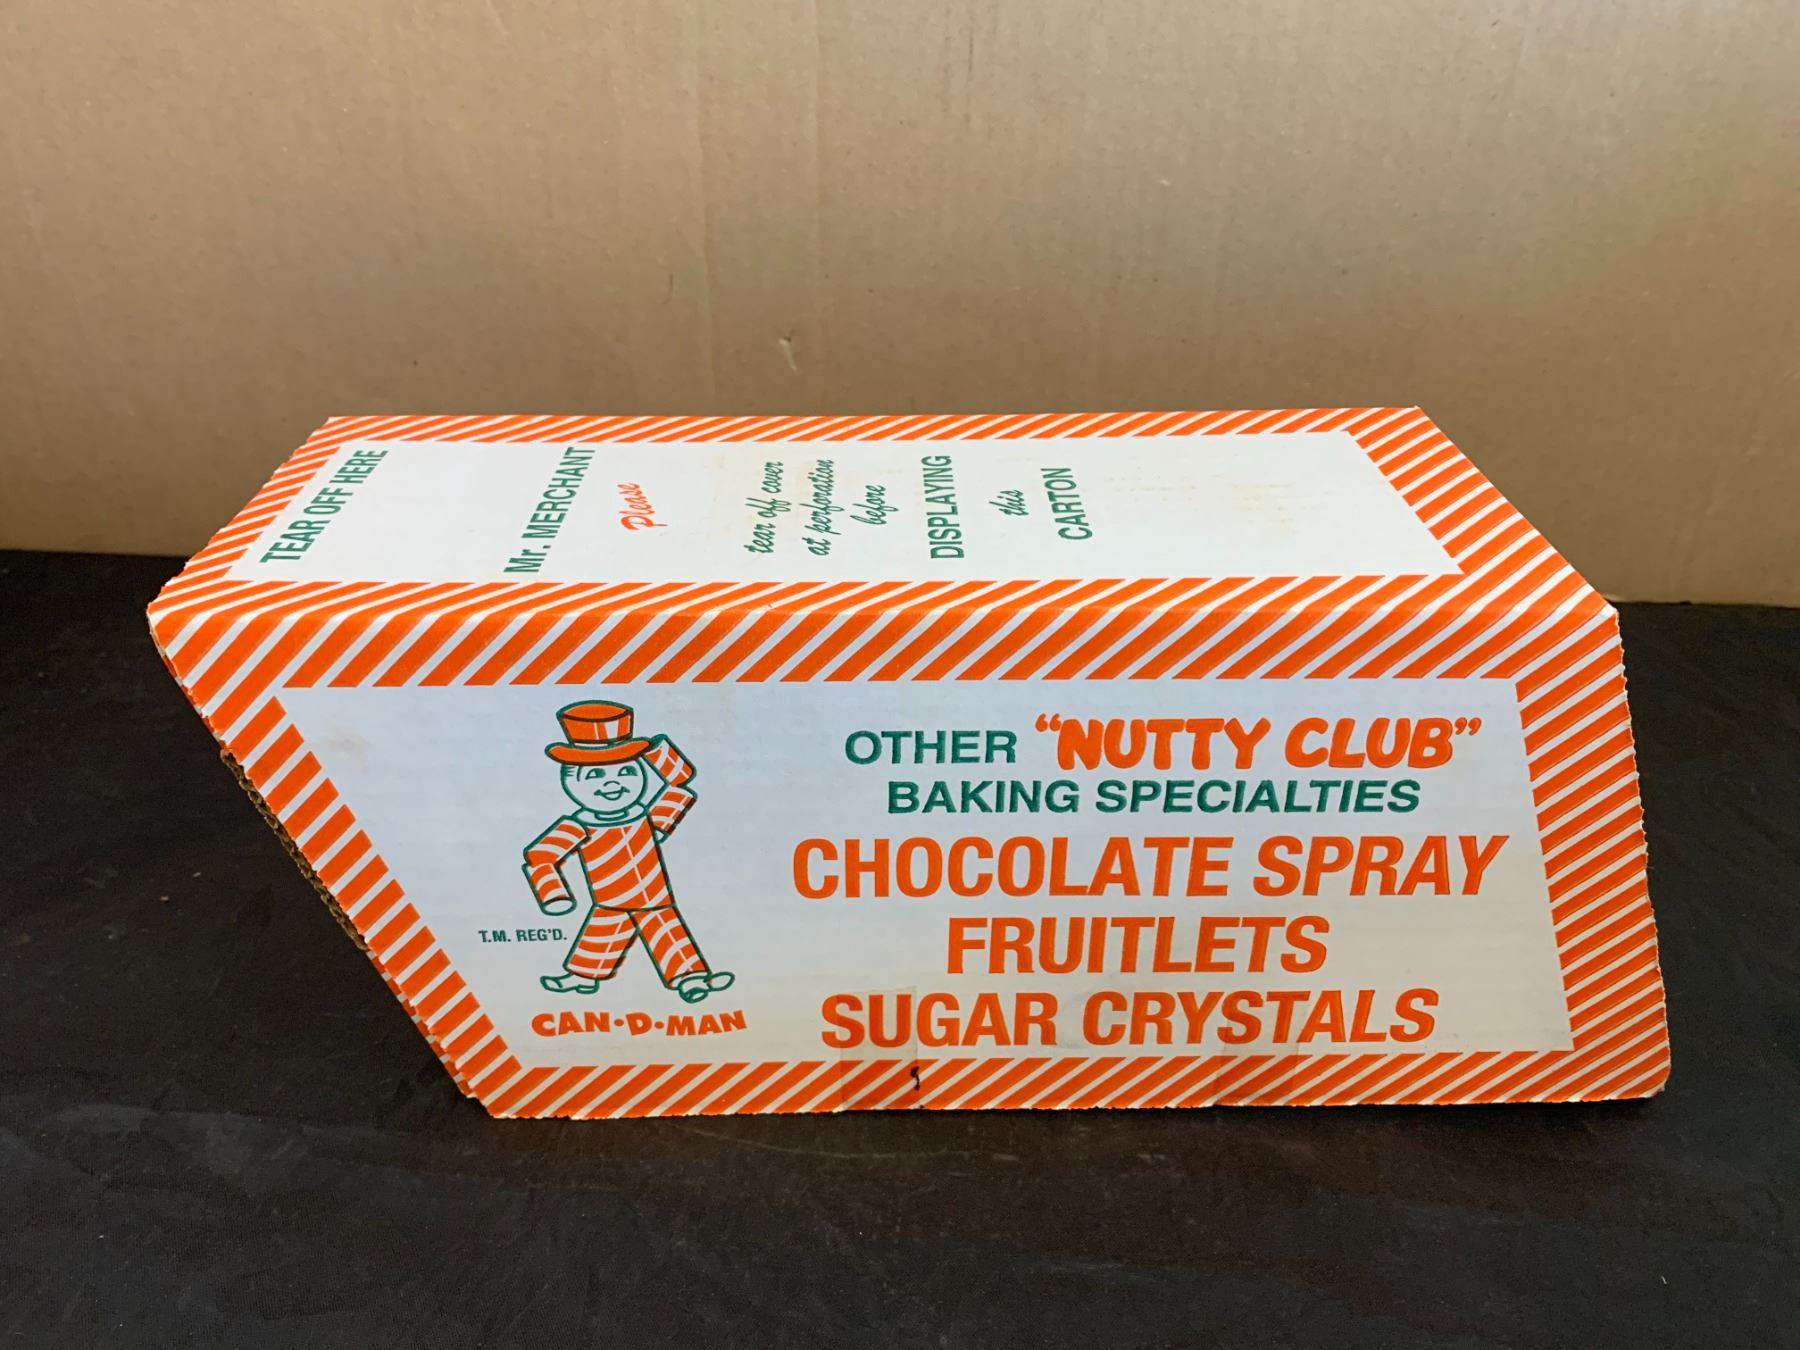 TEAR OFF HERE
Mr. MERCHANT
Please
tear off cover
at perforation
before
DISPLAYING
this
CARTON
OTHER "NUTTY CLUB"
BAKING SPECIALTIES
CHOCOLATE SPRAY
FRUITLETS
SUGAR CRYSTALS
T.M. REG'D.
CAN•D•MAN